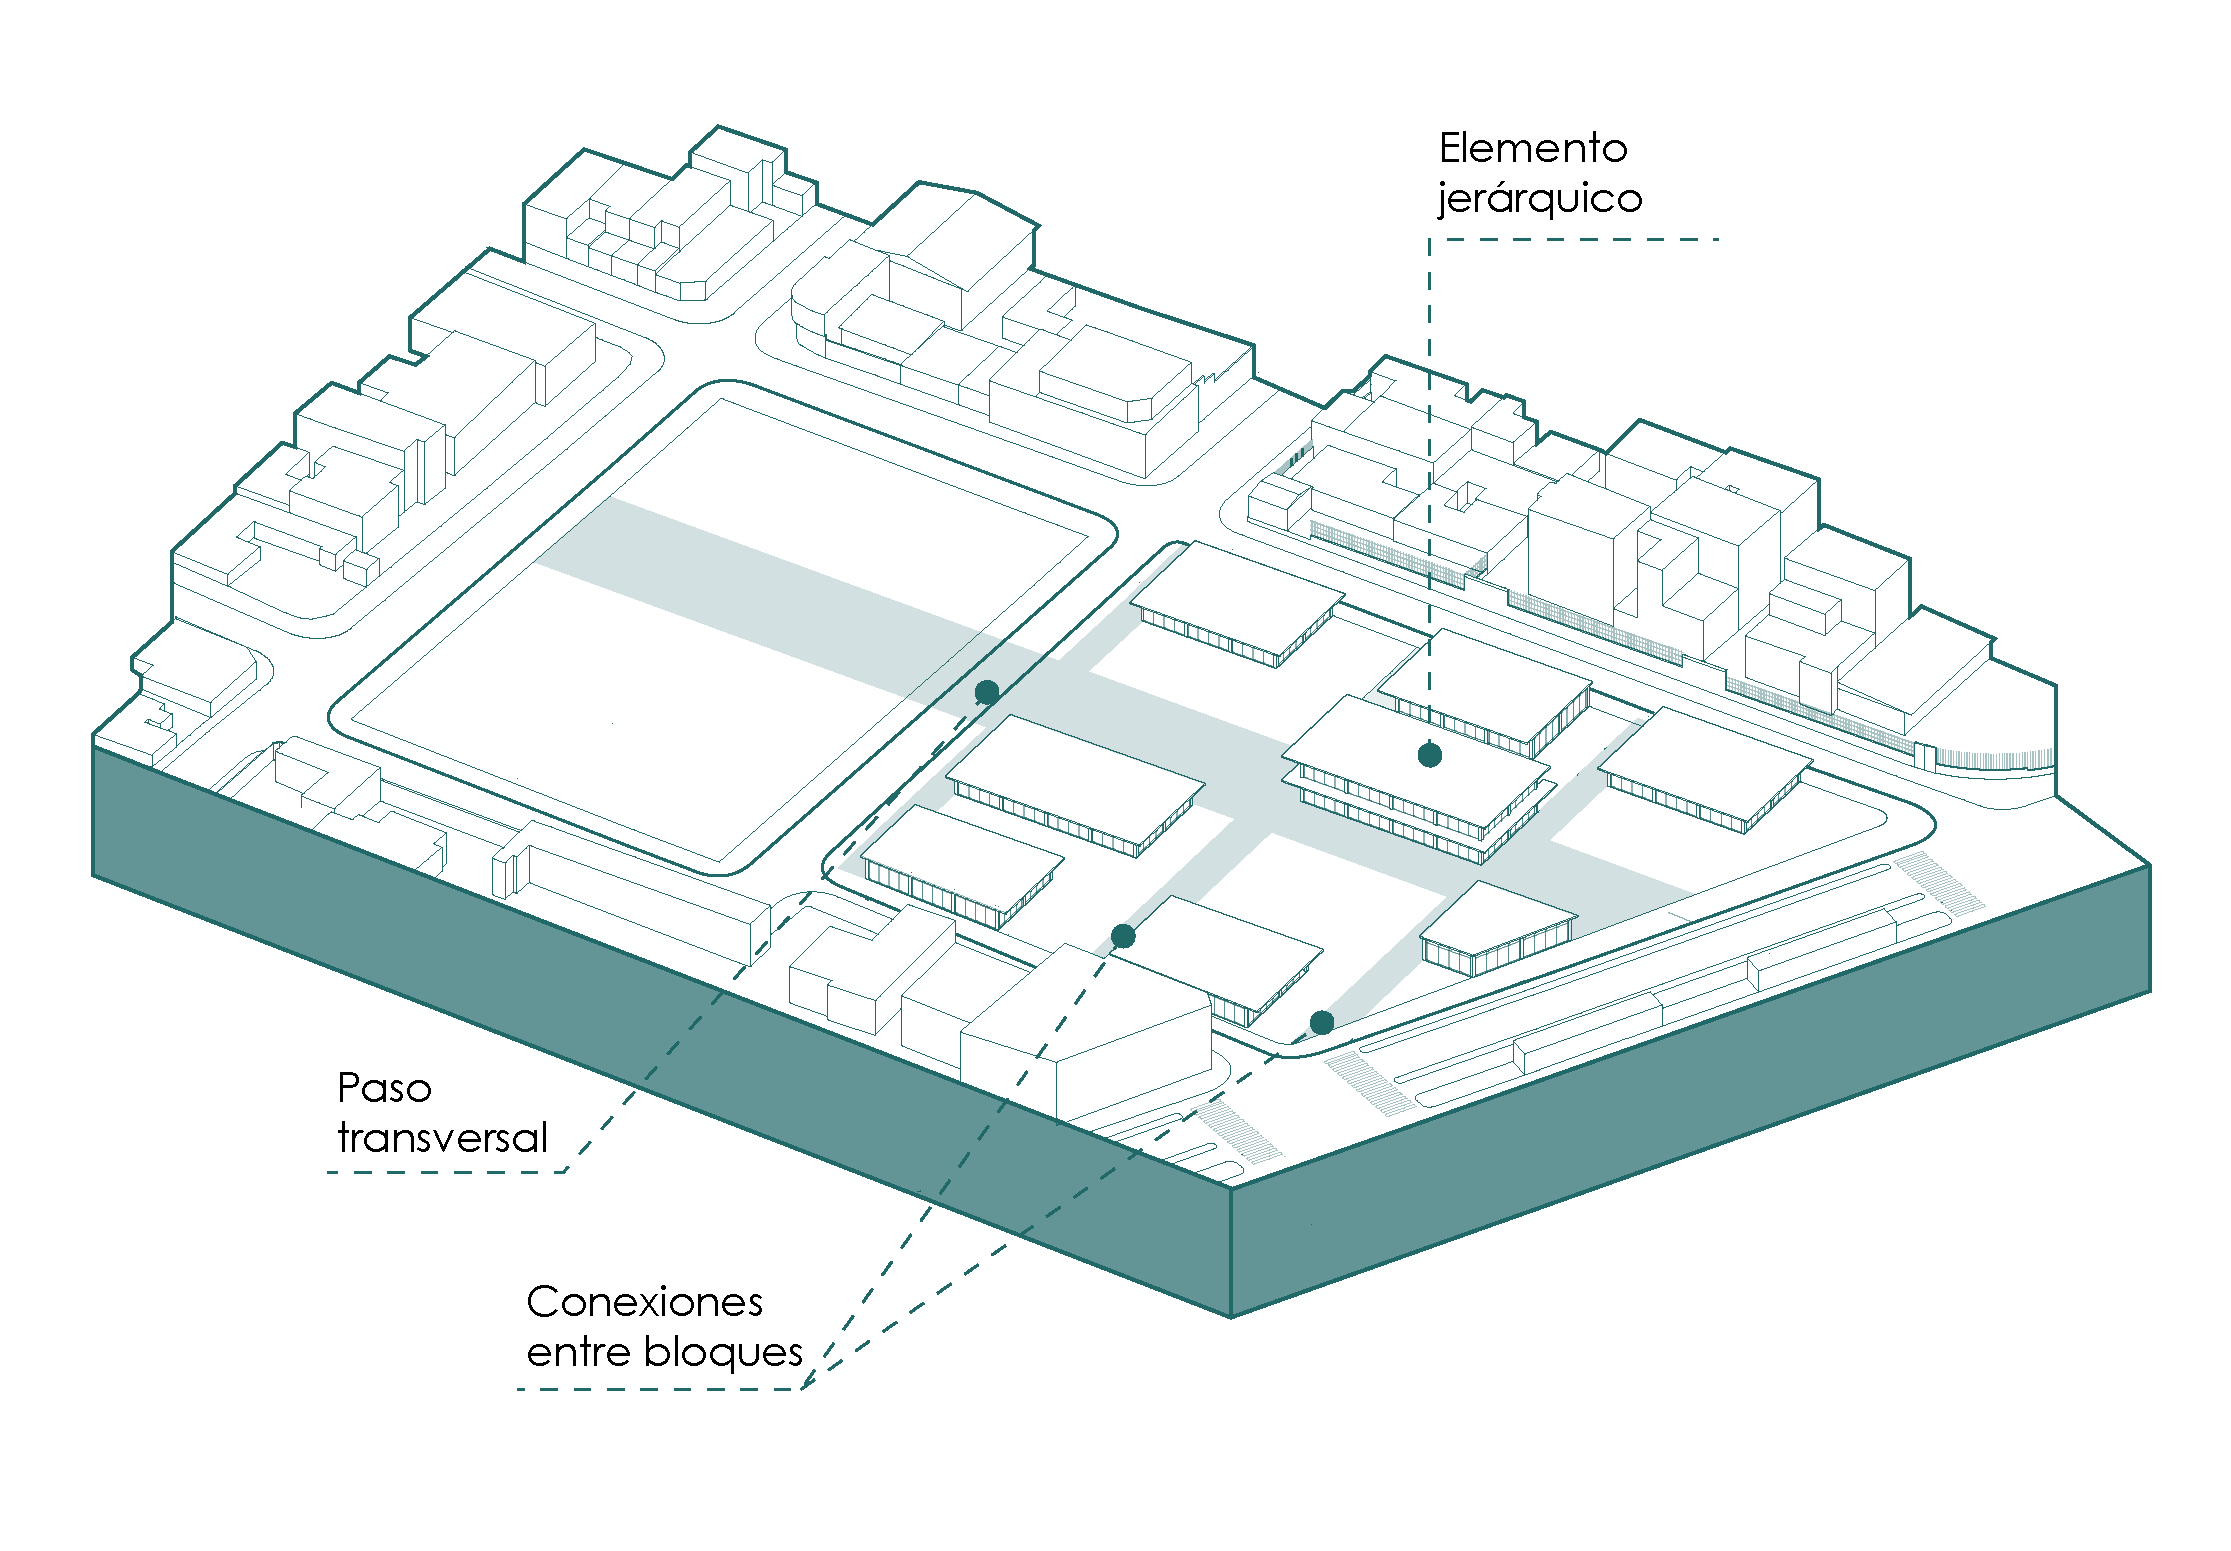 Elemento
jerárquico
Paso
transversal
Conexiones
entre bloques